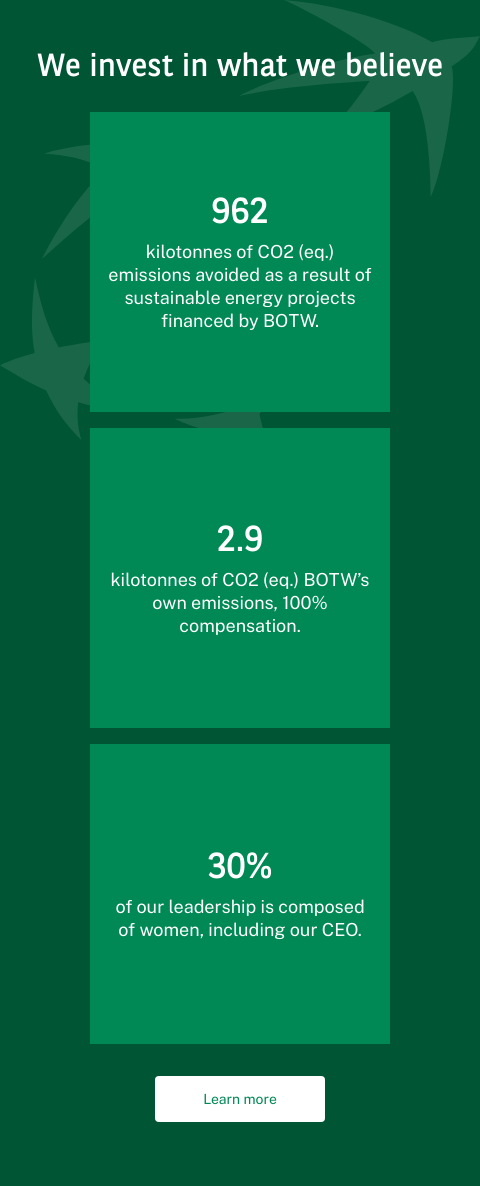 We invest in what we believe
962
kilotonnes of CO2 (eq.)
emissions avoided as a result of
sustainable energy projects
financed by BOTW.
2.9
kilotonnes of CO2 (eq.) BOTW’s
own emissions, 100%
compensation.
30%
of our leadership is composed
of women, including our CEO.
Learn more